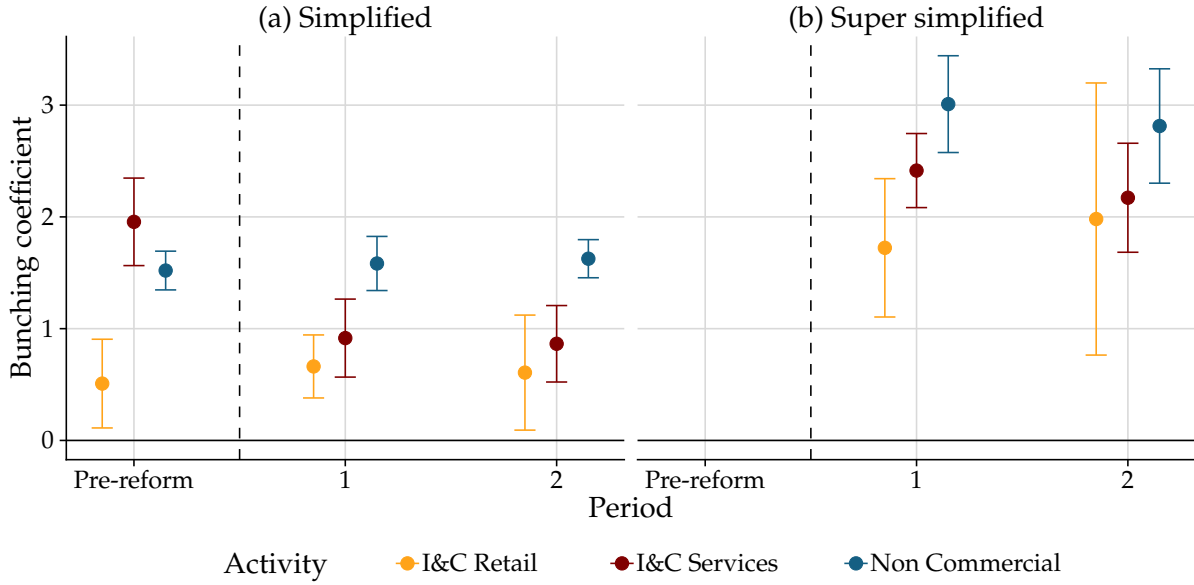 (a) Simplified
(b) Super simplified
Bunching coefficient
3
2
1
0
Pre-reform
1
2
Pre-reform
1
2
Period
Activity
I&C Retail
I&C Services
Non Commercial